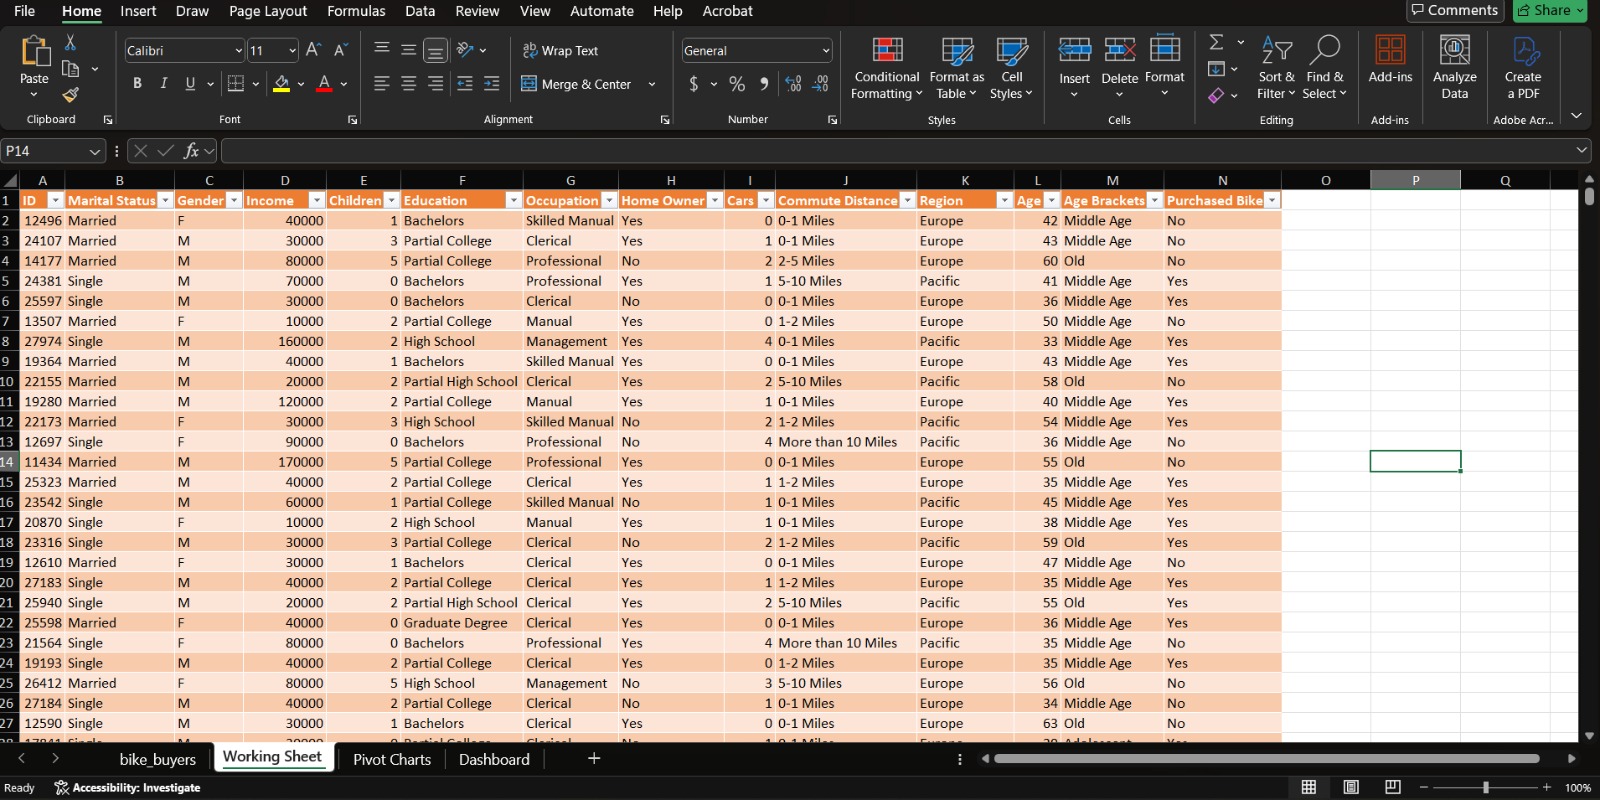 File Home Insert Draw Page Layout Formulas Data Review View Automate Help Acrobat Comments Share
Calibri 11 A A ab Wrap Text General
Paste B I U A Merge & Center $ % 9 .00 Conditional Formatting Format as Table Cell Styles Insert Delete Format Σ Sort & Filter Find & Select Add-ins Analyze Data Create a PDF
Clipboard Font Alignment Number Styles Cells Editing Add-ins Adobe Acr...
P14 fx
A B C D E F G H I J K L M N O P Q
1 ID Marital Status Gender Income Children Education Occupation Home Owner Cars Commute Distance Region Age Age Brackets Purchased Bike
2 12496 Married F 40000 1 Bachelors Skilled Manual Yes 0 0-1 Miles Europe 42 Middle Age No
3 24107 Married M 30000 3 Partial College Clerical Yes 1 0-1 Miles Europe 43 Middle Age No
4 14177 Married M 80000 5 Partial College Professional No 2 2-5 Miles Europe 60 Old No
5 24381 Single M 70000 0 Bachelors Professional Yes 1 5-10 Miles Pacific 41 Middle Age Yes
6 25597 Single M 30000 0 Bachelors Clerical No 0 0-1 Miles Europe 36 Middle Age Yes
7 13507 Married F 10000 2 Partial College Manual Yes 0 1-2 Miles Europe 50 Middle Age No
8 27974 Single M 160000 2 High School Management Yes 4 0-1 Miles Pacific 33 Middle Age Yes
9 19364 Married M 40000 1 Bachelors Skilled Manual Yes 0 0-1 Miles Europe 43 Middle Age Yes
10 22155 Married M 20000 2 Partial High School Clerical Yes 2 5-10 Miles Pacific 58 Old No
11 19280 Married M 120000 2 Partial College Manual Yes 1 0-1 Miles Europe 40 Middle Age Yes
12 22173 Married F 30000 3 High School Skilled Manual No 2 1-2 Miles Pacific 54 Middle Age Yes
13 12697 Single F 90000 0 Bachelors Professional No 4 More than 10 Miles Pacific 36 Middle Age No
14 11434 Married M 170000 5 Partial College Professional Yes 0 0-1 Miles Europe 55 Old No
15 25323 Married M 40000 2 Partial College Clerical Yes 1 1-2 Miles Europe 35 Middle Age Yes
16 23542 Single M 60000 1 Partial College Skilled Manual No 1 0-1 Miles Pacific 45 Middle Age Yes
17 20870 Single F 10000 2 High School Manual Yes 1 0-1 Miles Europe 38 Middle Age Yes
18 23316 Single M 30000 3 Partial College Clerical No 2 1-2 Miles Pacific 59 Old Yes
19 12610 Married F 30000 1 Bachelors Clerical Yes 0 0-1 Miles Europe 47 Middle Age No
20 27183 Single M 40000 2 Partial College Clerical Yes 1 1-2 Miles Europe 35 Middle Age Yes
21 25940 Single M 20000 2 Partial High School Clerical Yes 2 5-10 Miles Pacific 55 Old Yes
22 25598 Married F 40000 0 Graduate Degree Clerical Yes 0 0-1 Miles Europe 36 Middle Age Yes
23 21564 Single F 80000 0 Bachelors Professional Yes 4 More than 10 Miles Pacific 35 Middle Age No
24 19193 Single M 40000 2 Partial College Clerical Yes 0 1-2 Miles Europe 35 Middle Age Yes
25 26412 Married F 80000 5 High School Management No 3 5-10 Miles Europe 56 Old No
26 27184 Single M 40000 2 Partial College Clerical No 1 0-1 Miles Europe 34 Middle Age No
27 12590 Single M 30000 1 Bachelors Clerical Yes 0 0-1 Miles Europe 63 Old No
bike_buyers Working Sheet Pivot Charts Dashboard
Ready Accessibility: Investigate 100%